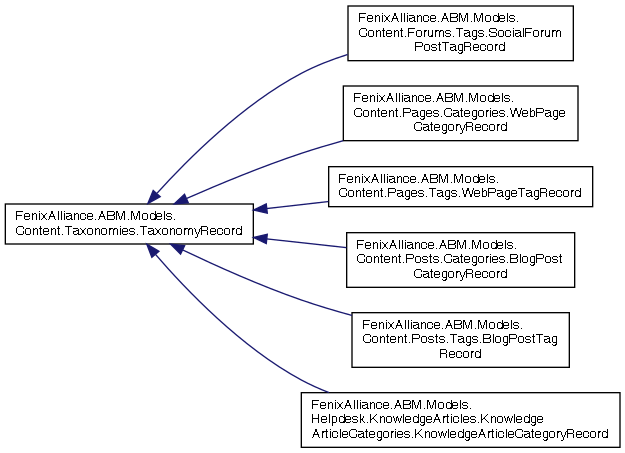 FenixAlliance.ABM.Models.
Content.Forums.Tags.SocialForum
PostTagRecord
FenixAlliance.ABM.Models.
Content.Pages.Categories.WebPage
CategoryRecord
FenixAlliance.ABM.Models.
Content.Pages.Tags.WebPageTagRecord
FenixAlliance.ABM.Models.
Content.Taxonomies.TaxonomyRecord
FenixAlliance.ABM.Models.
Content.Posts.Categories.BlogPost
CategoryRecord
FenixAlliance.ABM.Models.
Content.Posts.Tags.BlogPostTag
Record
FenixAlliance.ABM.Models.
Helpdesk.KnowledgeArticles.Knowledge
ArticleCategories.KnowledgeArticleCategoryRecord